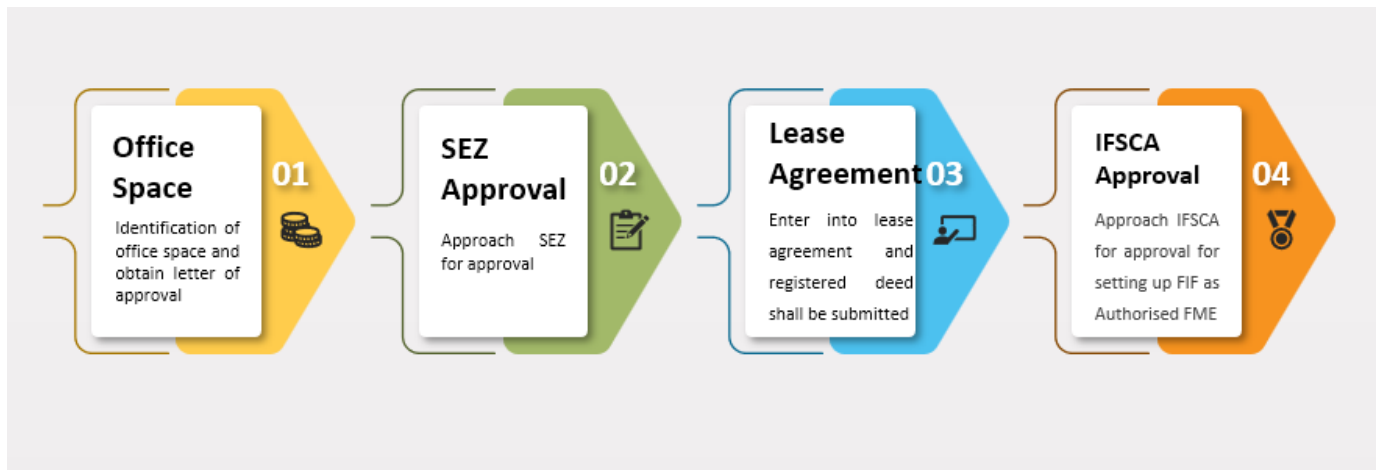 Office
Space
01
Identification of
office space and
obtain letter of
approval
SEZ
Approval
02
Approach SEZ
for approval
Lease
Agreement
03
Enter into lease
agreement and
registered deed
shall be submitted
IFSCA
Approval
04
Approach IFSCA
for approval for
setting up FIF as
Authorised FME